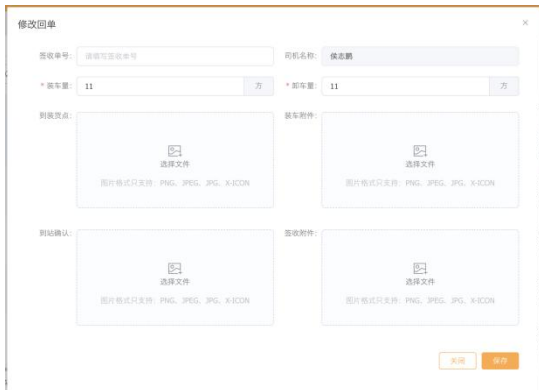 修改回单
×
签收单号: 请填写签收单号
司机名称: 侯志鹏
* 装车量: 11 方
* 卸车量: 11 方
到装货点:
选择文件
图片格式只支持: PNG、JPEG、JPG、X-ICON
装车附件:
选择文件
图片格式只支持: PNG、JPEG、JPG、X-ICON
到站确认:
选择文件
图片格式只支持: PNG、JPEG、JPG、X-ICON
签收附件:
选择文件
图片格式只支持: PNG、JPEG、JPG、X-ICON
关闭
保存